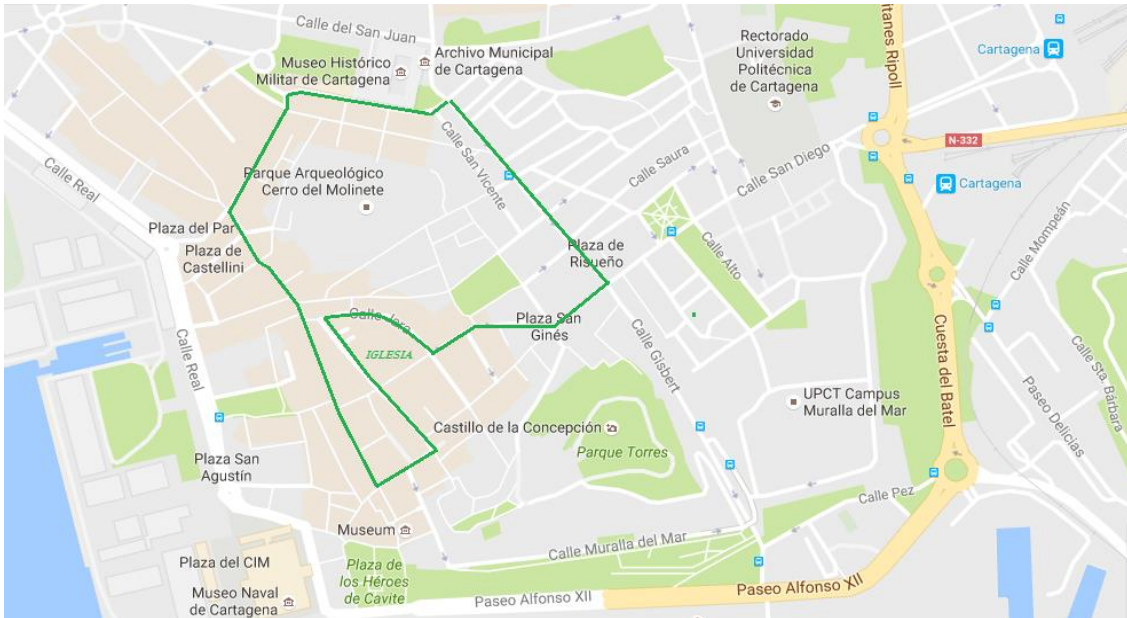 Calle del San Juan
Museo Histórico
Militar de Cartagena
Archivo Municipal
de Cartagena
Rectorado
Universidad
Politécnica
de Cartagena
itanes Ripoll
Cartagena
N-332
Cartagena
Calle Real
Parque Arqueológico
Cerro del Molinete
Calle San Vicente
Calle Saura
Calle San Diego
Calle Mompeán
Plaza del Par
Plaza de
Castellini
Plaza de
Risueño
Calle Alto
Calle Jara
Plaza San
Ginés
Calle Real
IGLESIA
Calle Gisbert
Cuesta del Batel
UPCT Campus
Muralla del Mar
Calle Sta. Bárbara
Paseo Delicias
Castillo de la Concepción
Parque Torres
Plaza San
Agustín
Calle Pez
Museum
Calle Muralla del Mar
Plaza del CIM
Plaza de
los Héroes
de Cavite
Museo Naval
de Cartagena
Paseo Alfonso XII
Paseo Alfonso XII